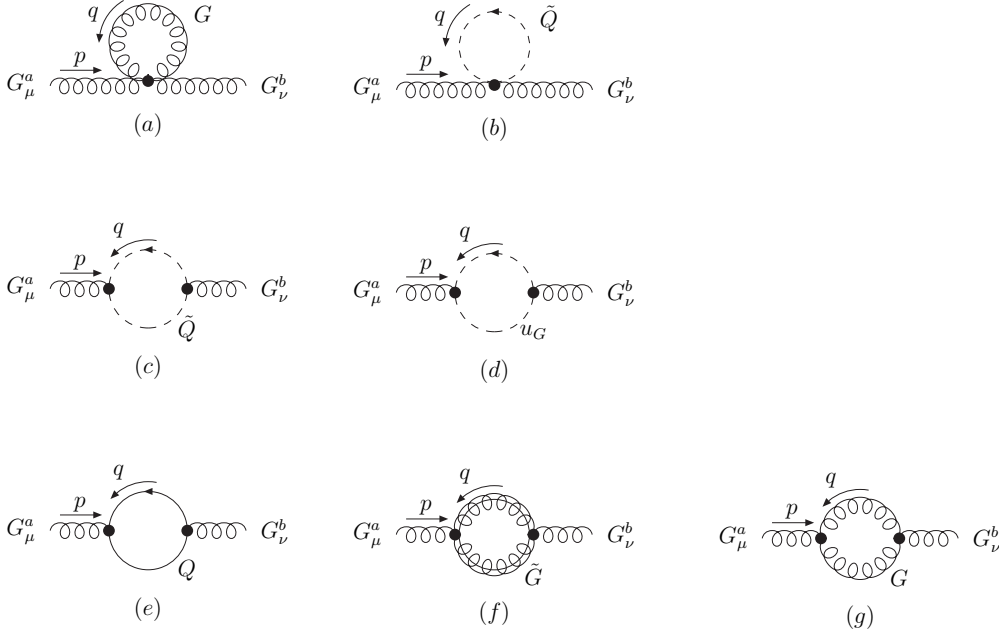 q G q Q̃
p p
G^a_μ G^b_ν G^a_μ G^b_ν
(a) (b)
q q
p p
G^a_μ G^b_ν G^a_μ G^b_ν
Q̃ u_G
(c) (d)
q q q
p p p
G^a_μ G^b_ν G^a_μ G^b_ν G^a_μ G^b_ν
Q G̃ G
(e) (f) (g)